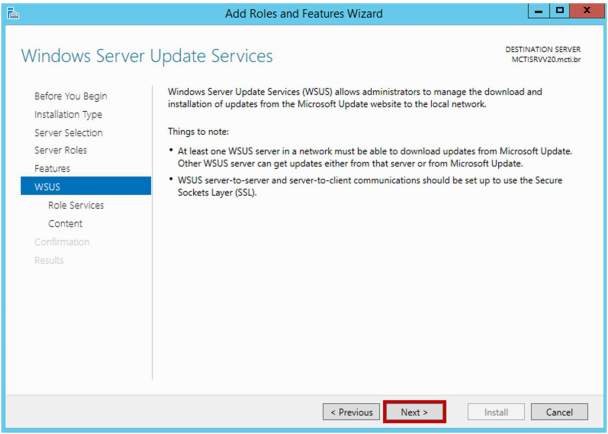 Add Roles and Features Wizard
Windows Server Update Services
DESTINATION SERVER
MCTISRVV20.mcti.br
Before You Begin
Installation Type
Server Selection
Server Roles
Features
WSUS
Role Services
Content
Confirmation
Results
Windows Server Update Services (WSUS) allows administrators to manage the download and
installation of updates from the Microsoft Update website to the local network.
Things to note:
• At least one WSUS server in a network must be able to download updates from Microsoft Update.
Other WSUS server can get updates either from that server or from Microsoft Update.
• WSUS server-to-server and server-to-client communications should be set up to use the Secure
Sockets Layer (SSL).
< Previous
Next >
Install
Cancel